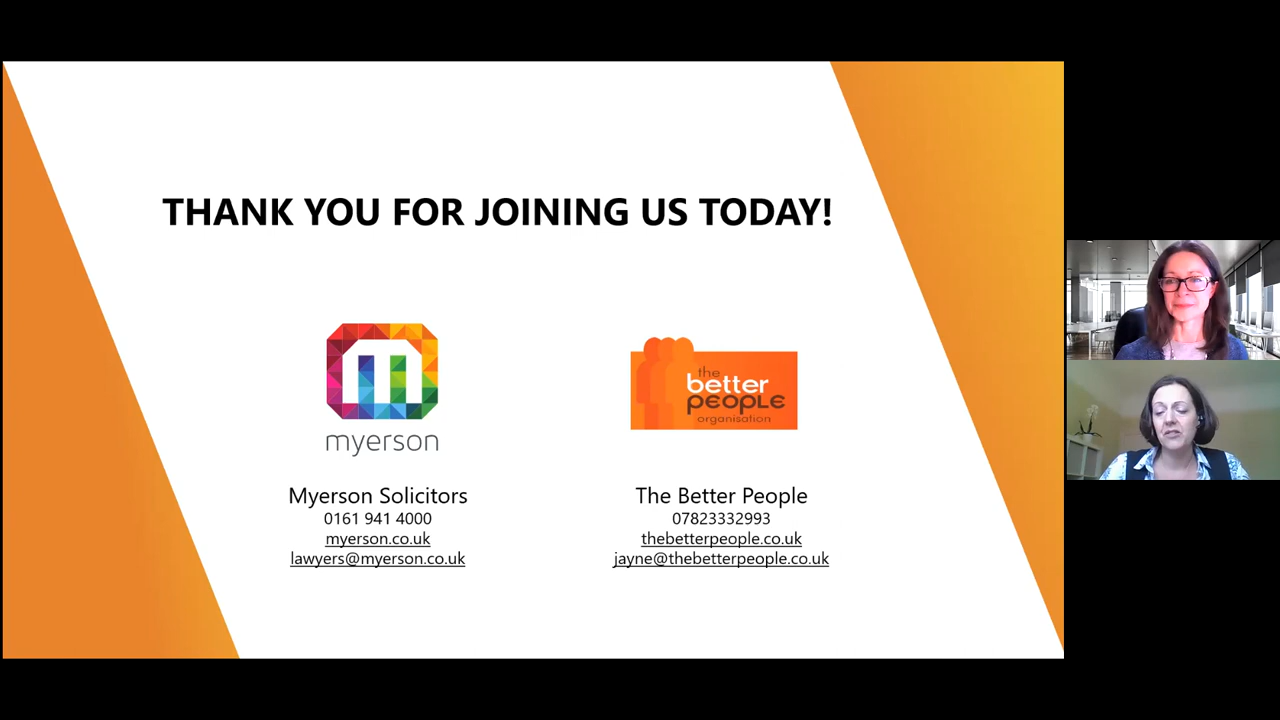 THANK YOU FOR JOINING US TODAY!
myerson
the
better
people
organisation
Myerson Solicitors
0161 941 4000
myerson.co.uk
lawyers@myerson.co.uk
The Better People
07823332993
thebetterpeople.co.uk
jayne@thebetterpeople.co.uk